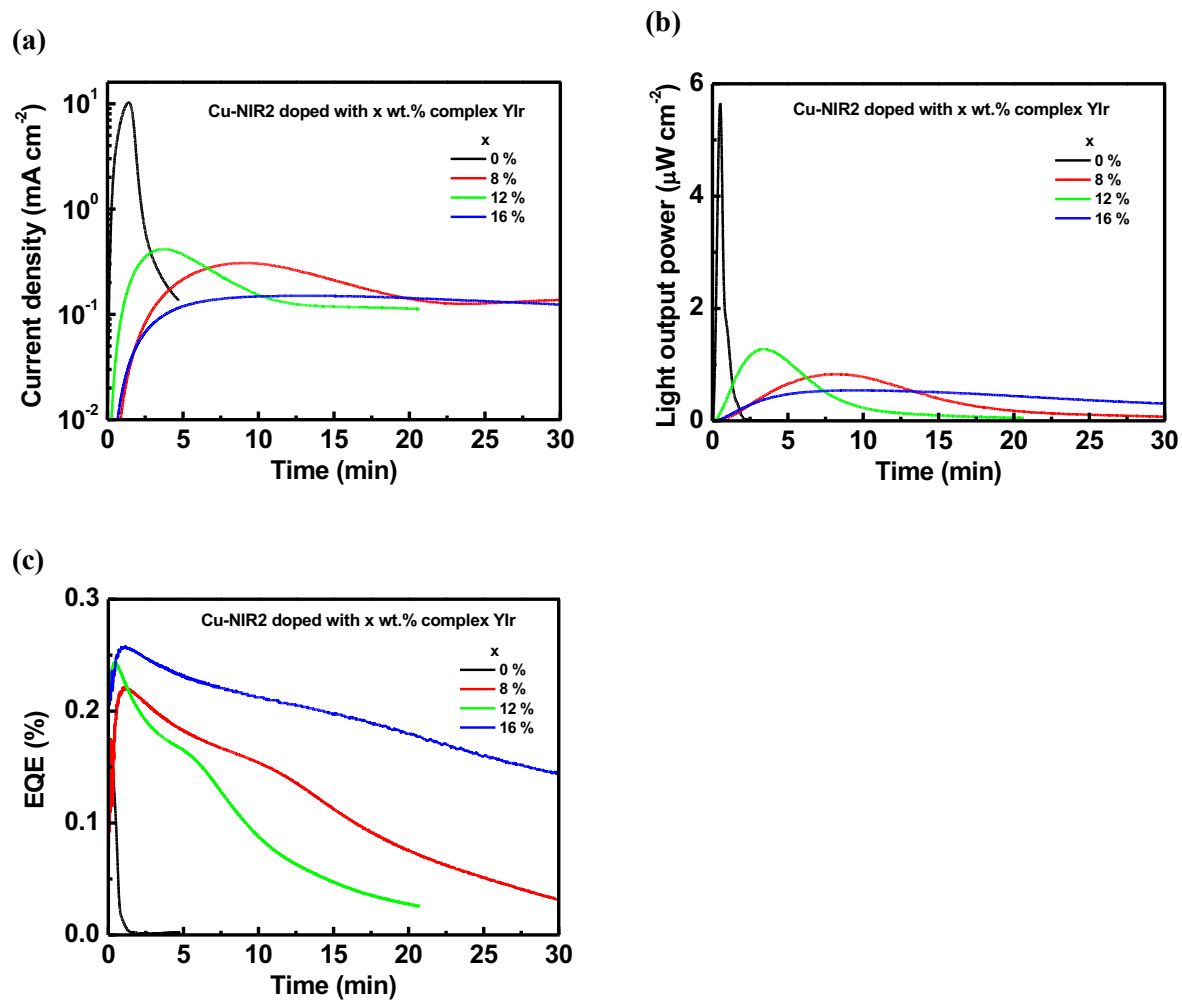 (a)
Current density (mA cm-2)
Cu-NIR2 doped with x wt.% complex YIr
x
0 %
8 %
12 %
16 %
10^1
10^0
10^-1
10^-2
0 5 10 15 20 25 30
Time (min)
(b)
Light output power (μW cm-2)
Cu-NIR2 doped with x wt.% complex YIr
x
0 %
8 %
12 %
16 %
6
4
2
0
0 5 10 15 20 25 30
Time (min)
(c)
EQE (%)
Cu-NIR2 doped with x wt.% complex YIr
x
0 %
8 %
12 %
16 %
0.3
0.2
0.1
0.0
0 5 10 15 20 25 30
Time (min)